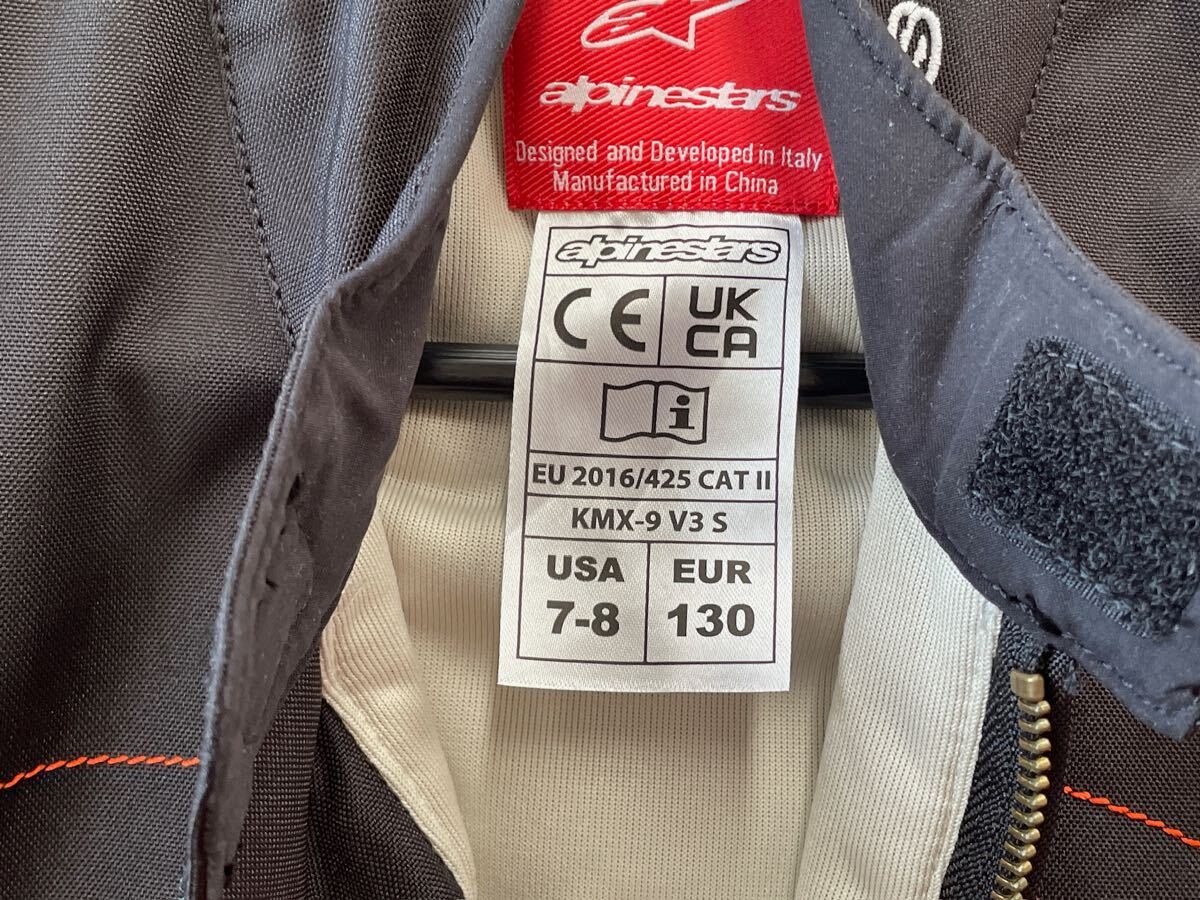 alpinestars
Designed and Developed in Italy
Manufactured in China
alpinestars
CE
UK
CA
i
EU 2016/425 CAT II
KMX-9 V3 S
USA EUR
7-8 130